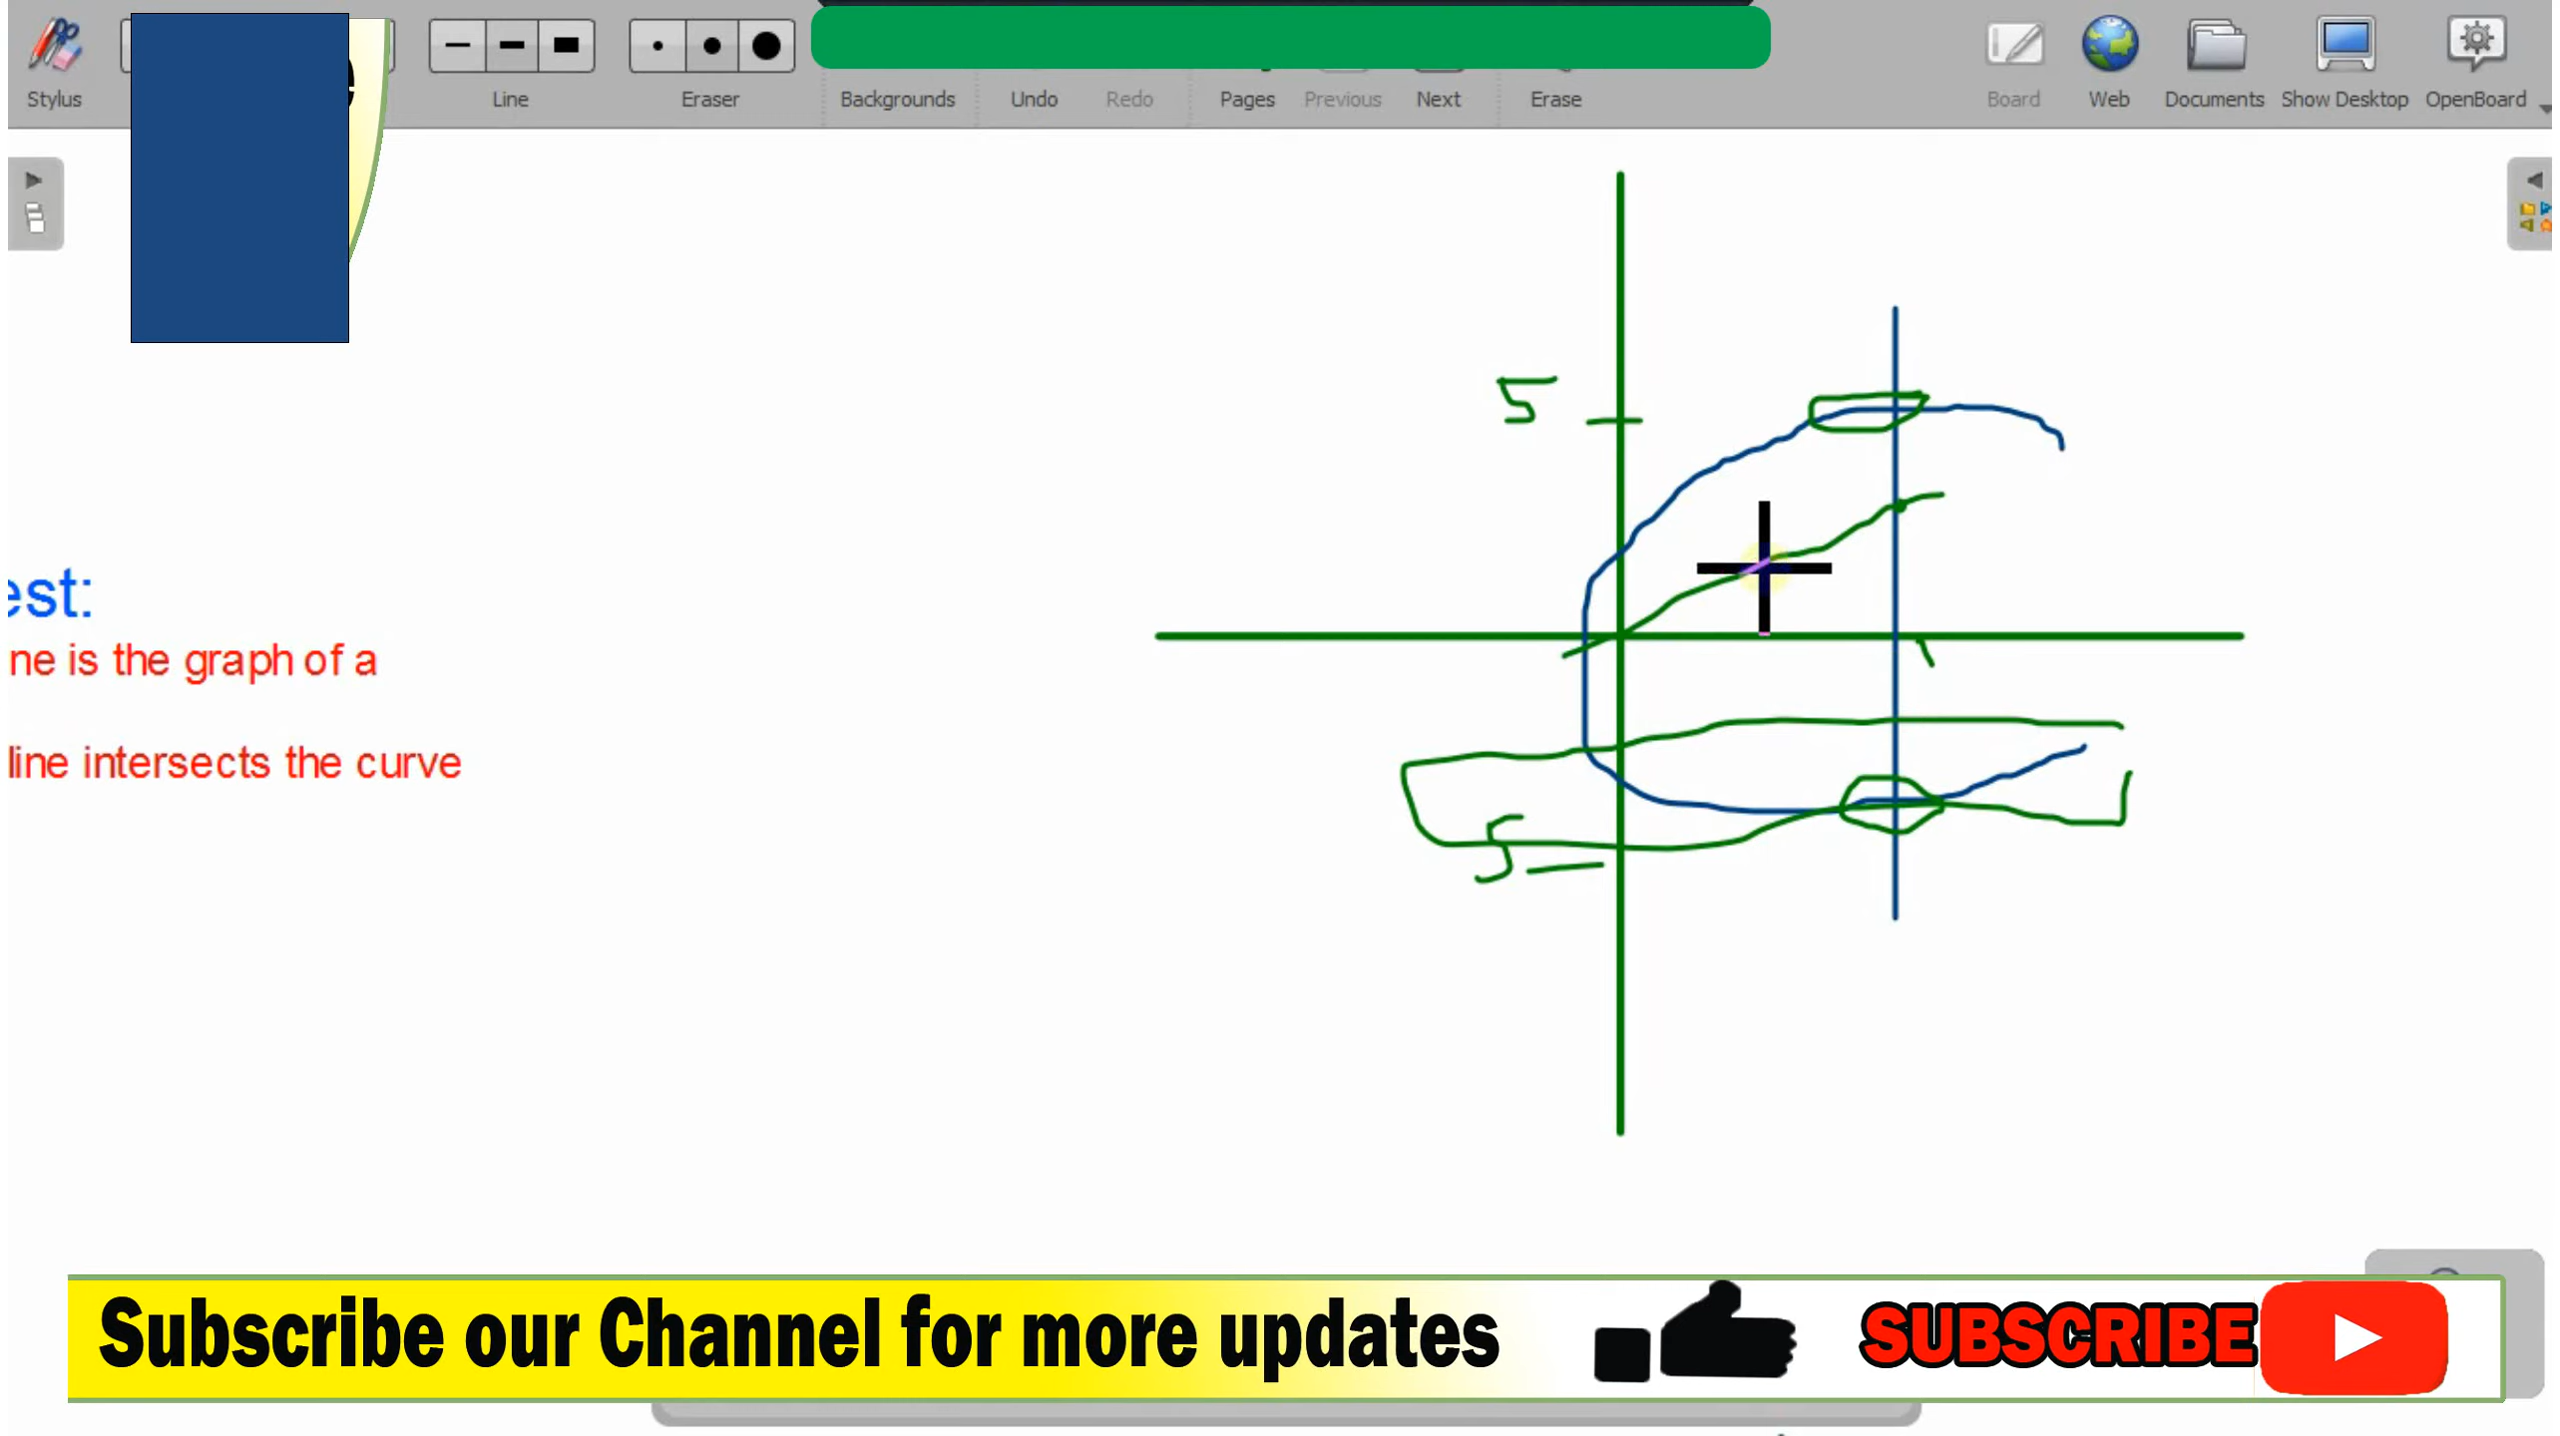 Stylus
Line
Eraser
Backgrounds
Undo
Redo
Pages
Previous
Next
Erase
Board
Web
Documents
Show Desktop
OpenBoard
e
5
est:
ne is the graph of a
line intersects the curve
5
Subscribe our Channel for more updates
SUBSCRIBE